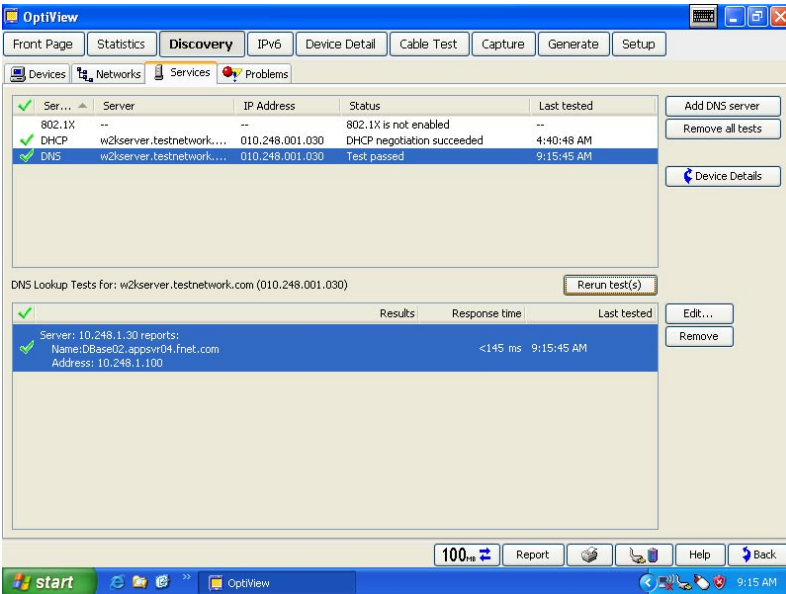 OptiView
Front Page Statistics Discovery IPv6 Device Detail Cable Test Capture Generate Setup
Devices Networks Services Problems
Ser... Server IP Address Status Last tested
802.1X -- -- 802.1X is not enabled --
DHCP w2kserver.testnetwork.... 010.248.001.030 DHCP negotiation succeeded 4:40:48 AM
DNS w2kserver.testnetwork.... 010.248.001.030 Test passed 9:15:45 AM
Add DNS server
Remove all tests
Device Details
DNS Lookup Tests for: w2kserver.testnetwork.com (010.248.001.030) Rerun test(s)
Results Response time Last tested
Server: 10.248.1.30 reports:
Name:DBase02.appsvr04.fnet.com <145 ms 9:15:45 AM
Address: 10.248.1.100
Edit...
Remove
100MB Report Help Back
start OptiView 9:15 AM